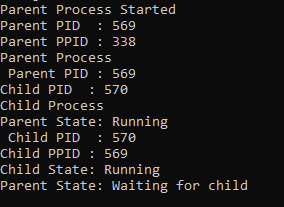 Parent Process Started
Parent PID  : 569
Parent PPID : 338
Parent Process
 Parent PID : 569
Child PID  : 570
Child Process
Parent State: Running
 Child PID  : 570
Child PPID : 569
Child State: Running
Parent State: Waiting for child